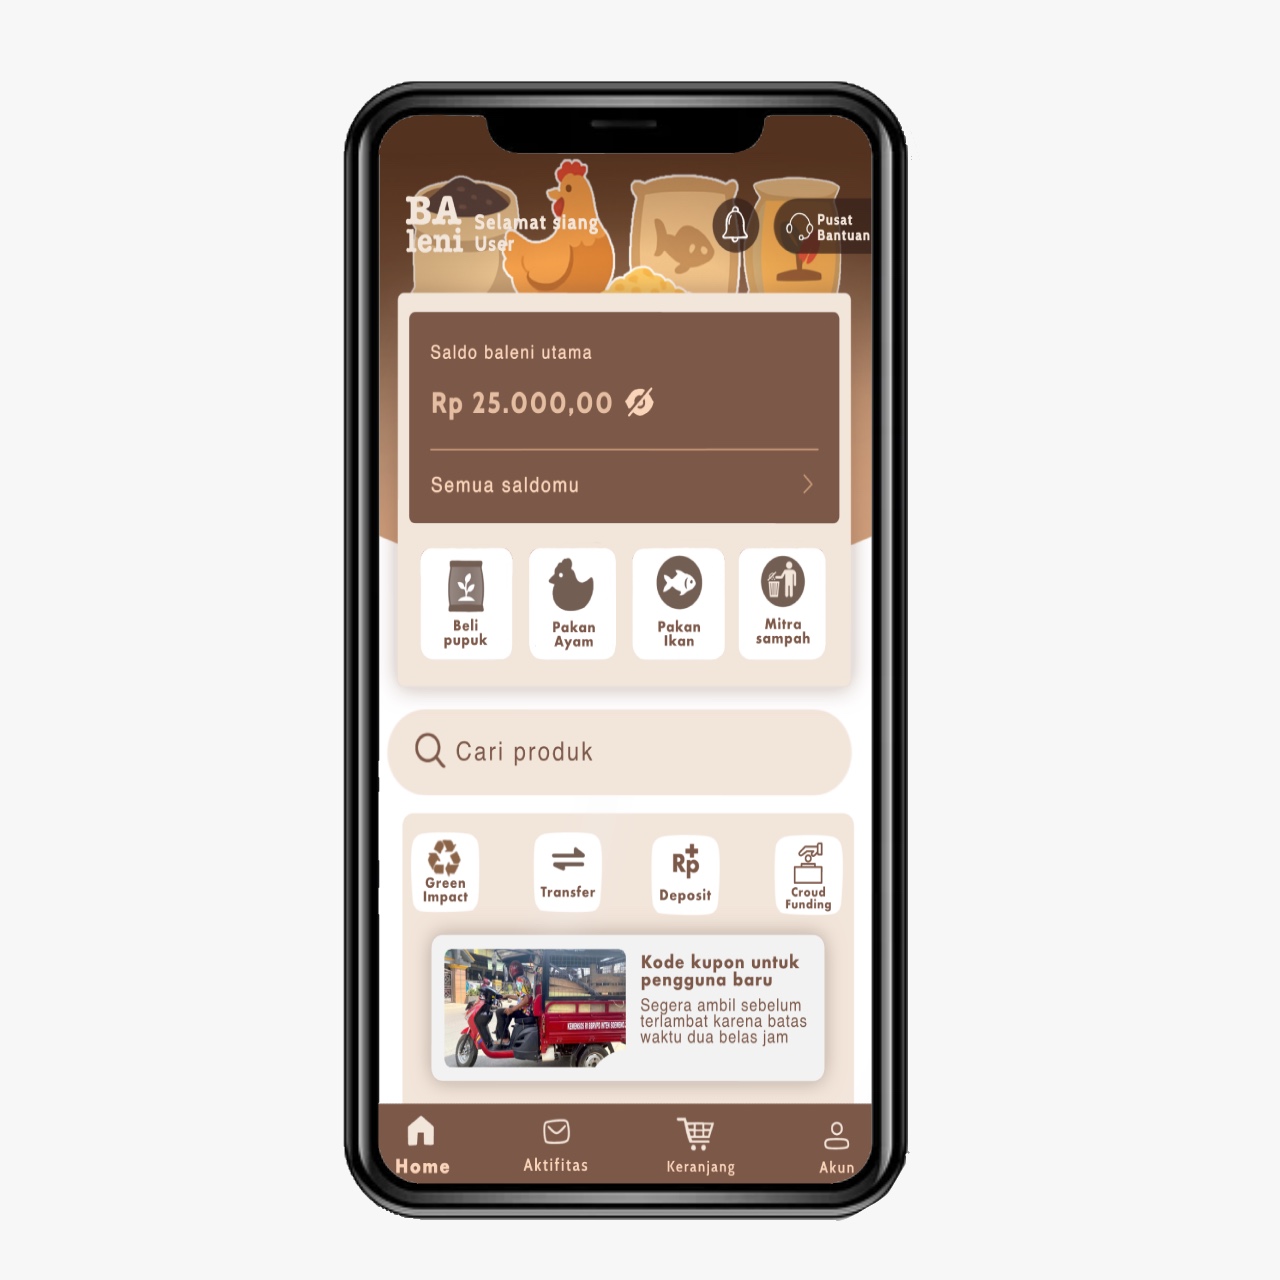 BA
leni
Selamat siang
User
Pusat
Bantuan
Saldo baleni utama
Rp 25.000,00
Semua saldomu
Beli
pupuk
Pakan
Ayam
Pakan
Ikan
Mitra
sampah
Cari produk
Green
Impact
Transfer
Rp
Deposit
Croud
Funding
Kode kupon untuk
pengguna baru
Segera ambil sebelum
terlambat karena batas
waktu dua belas jam
Home
Aktifitas
Keranjang
Akun